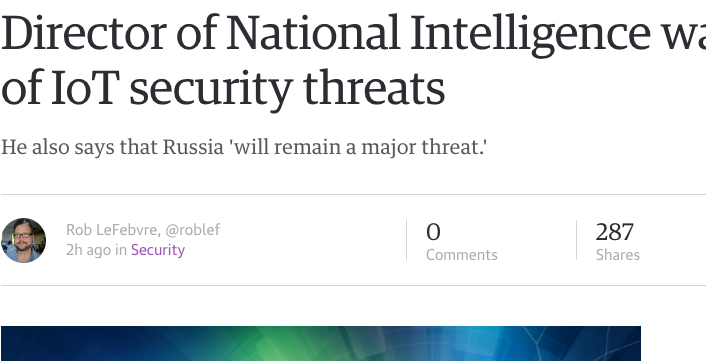 Director of National Intelligence
of IoT security threats
He also says that Russia 'will remain a major threat.'
Rob LeFebvre, @roblef
2h ago in Security
0
Comments
287
Shares